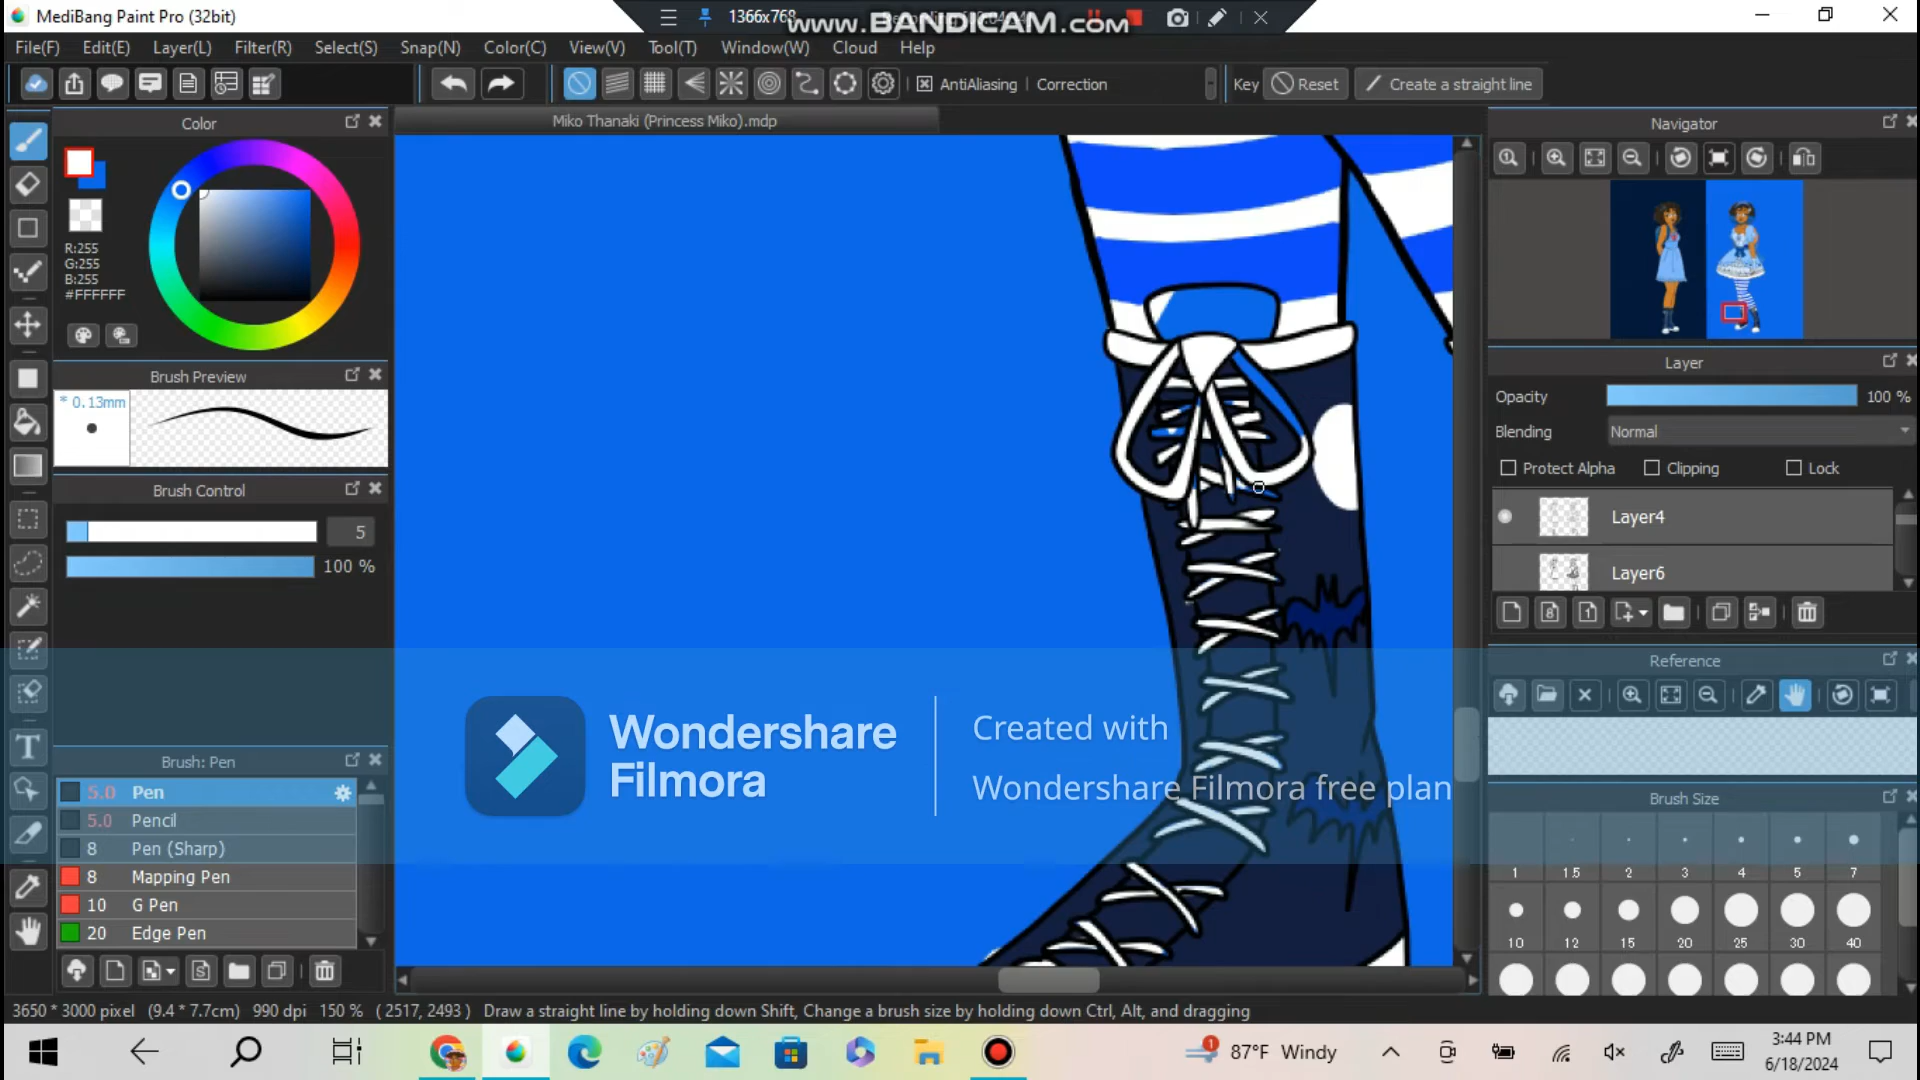 MediBang Paint Pro (32bit)
1366x768
www.BANDICAM.com
File(F) Edit(E) Layer(L) Filter(R) Select(S) Snap(N) Color(C) View(V) Tool(T) Window(W) Cloud Help
AntiAliasing Correction
Key Reset Create a straight line
Color
Miko Thanaki (Princess Miko).mdp
Navigator
R:255
G:255
B:255
#FFFFFF
Brush Preview
* 0.13mm
Layer
Opacity 100 %
Blending Normal
Protect Alpha Clipping Lock
Layer4
Layer6
Brush Control
5
100 %
Reference
Wondershare
Filmora
Created with
Wondershare Filmora free plan
Brush: Pen
5.0 Pen
5.0 Pencil
8 Pen (Sharp)
8 Mapping Pen
10 G Pen
20 Edge Pen
Brush Size
1 1.5 2 3 4 5 7
10 12 15 20 25 30 40
3650 * 3000 pixel (9.4 * 7.7cm) 990 dpi 150 % ( 2517, 2493 ) Draw a straight line by holding down Shift, Change a brush size by holding down Ctrl, Alt, and dragging
1
87°F Windy
3:44 PM
6/18/2024